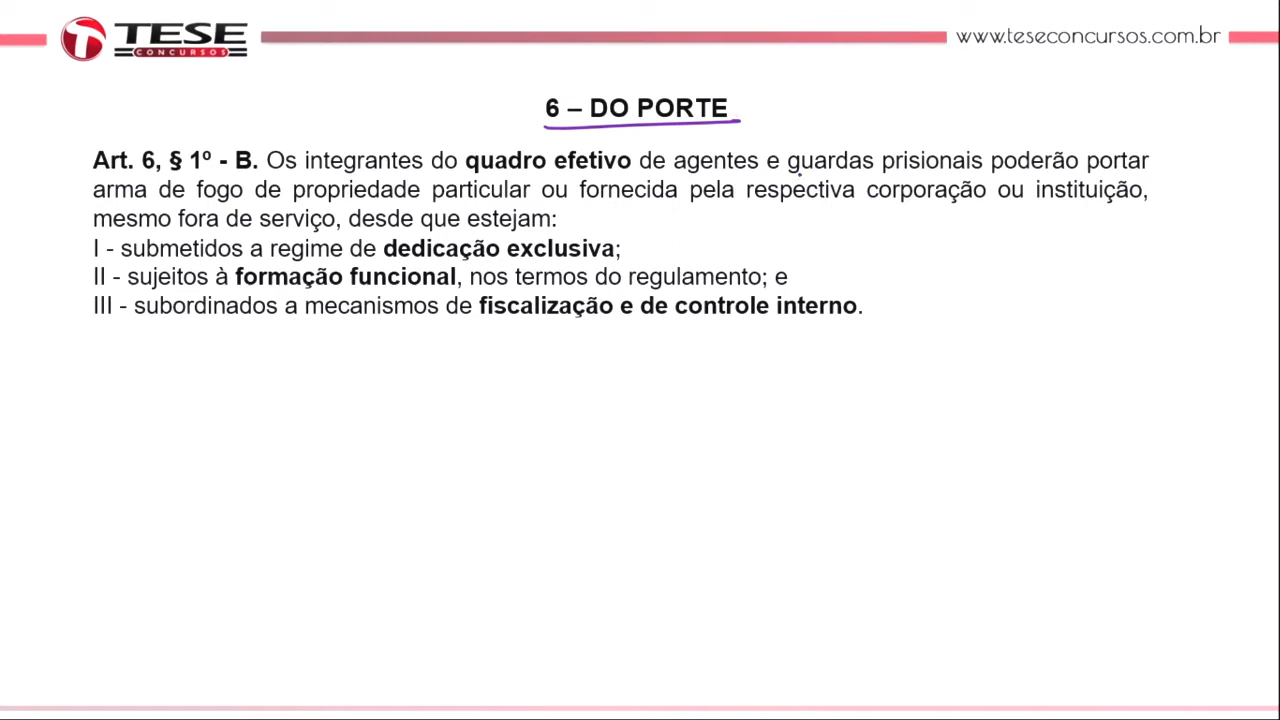 TESE
CONCURSOS
www.teseconcursos.com.br
6 – DO PORTE
Art. 6, § 1º - B. Os integrantes do quadro efetivo de agentes e guardas prisionais poderão portar
arma de fogo de propriedade particular ou fornecida pela respectiva corporação ou instituição,
mesmo fora de serviço, desde que estejam:
I - submetidos a regime de dedicação exclusiva;
II - sujeitos à formação funcional, nos termos do regulamento; e
III - subordinados a mecanismos de fiscalização e de controle interno.